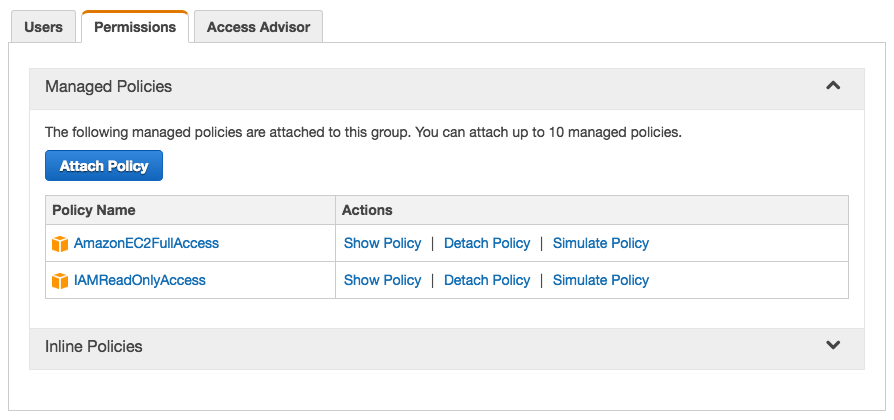 Users Permissions Access Advisor
Managed Policies
The following managed policies are attached to this group. You can attach up to 10 managed policies.
Attach Policy
Policy Name Actions
AmazonEC2FullAccess Show Policy | Detach Policy | Simulate Policy
IAMReadOnlyAccess Show Policy | Detach Policy | Simulate Policy
Inline Policies